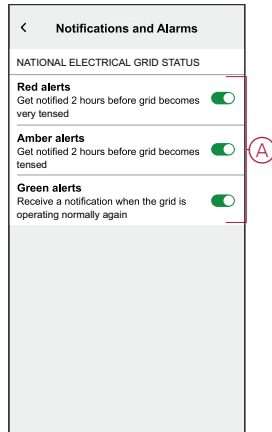 Notifications and Alarms
NATIONAL ELECTRICAL GRID STATUS
Red alerts
Get notified 2 hours before grid becomes
very tensed
Amber alerts
Get notified 2 hours before grid becomes
tensed
Green alerts
Receive a notification when the grid is
operating normally again
A